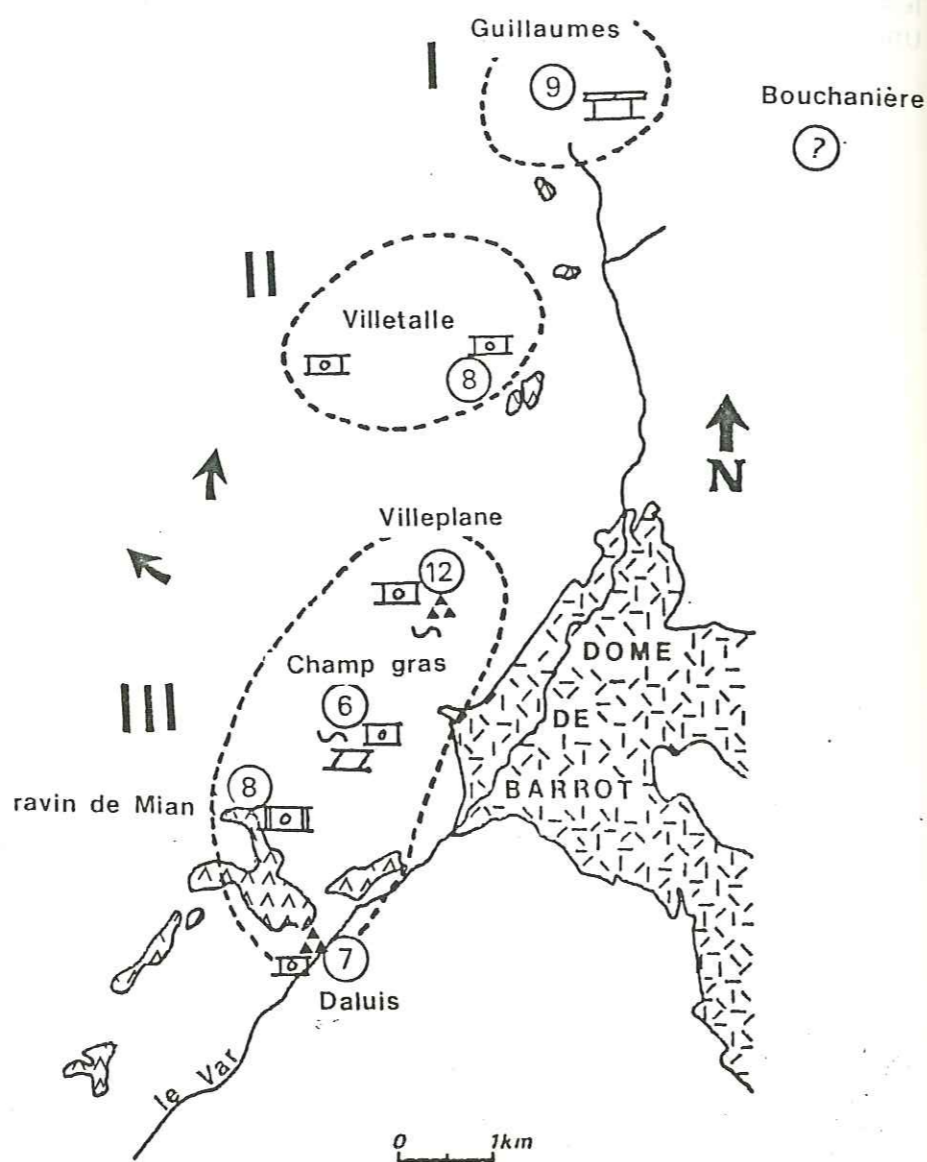 Guillaumes
I
9
Bouchanière
?
II
Villetalle
8
N
Villeplane
12
DOME
Champ gras
III
6
DE
BARROT
8
ravin de Mian
7
Daluis
le Var
0 1km